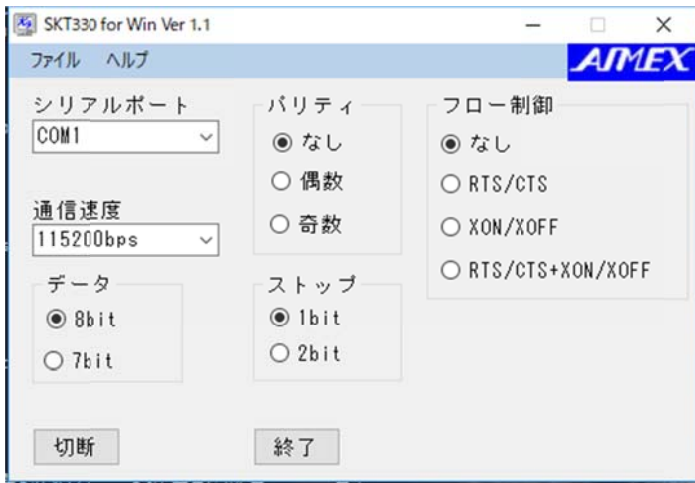 SKT330 for Win Ver 1.1
ファイル ヘルプ
AIMEX
シリアルポート
COM1
通信速度
115200bps
データ
8bit
7bit
パリティ
なし
偶数
奇数
ストップ
1bit
2bit
フロー制御
なし
RTS/CTS
XON/XOFF
RTS/CTS+XON/XOFF
切断
終了